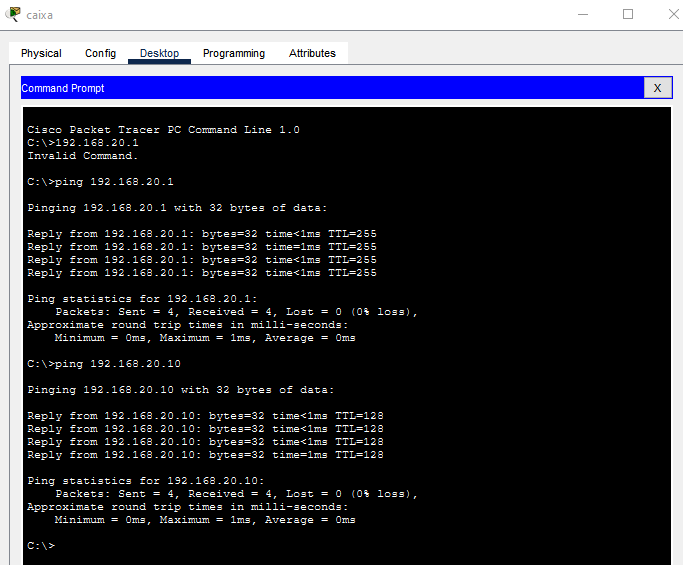 caixa
Physical Config Desktop Programming Attributes
Command Prompt X
Cisco Packet Tracer PC Command Line 1.0
C:\>192.168.20.1
Invalid Command.
C:\>ping 192.168.20.1
Pinging 192.168.20.1 with 32 bytes of data:
Reply from 192.168.20.1: bytes=32 time<1ms TTL=255
Reply from 192.168.20.1: bytes=32 time=1ms TTL=255
Reply from 192.168.20.1: bytes=32 time<1ms TTL=255
Reply from 192.168.20.1: bytes=32 time<1ms TTL=255
Ping statistics for 192.168.20.1:
    Packets: Sent = 4, Received = 4, Lost = 0 (0% loss),
Approximate round trip times in milli-seconds:
    Minimum = 0ms, Maximum = 1ms, Average = 0ms
C:\>ping 192.168.20.10
Pinging 192.168.20.10 with 32 bytes of data:
Reply from 192.168.20.10: bytes=32 time<1ms TTL=128
Reply from 192.168.20.10: bytes=32 time<1ms TTL=128
Reply from 192.168.20.10: bytes=32 time<1ms TTL=128
Reply from 192.168.20.10: bytes=32 time=1ms TTL=128
Ping statistics for 192.168.20.10:
    Packets: Sent = 4, Received = 4, Lost = 0 (0% loss),
Approximate round trip times in milli-seconds:
    Minimum = 0ms, Maximum = 1ms, Average = 0ms
C:\>